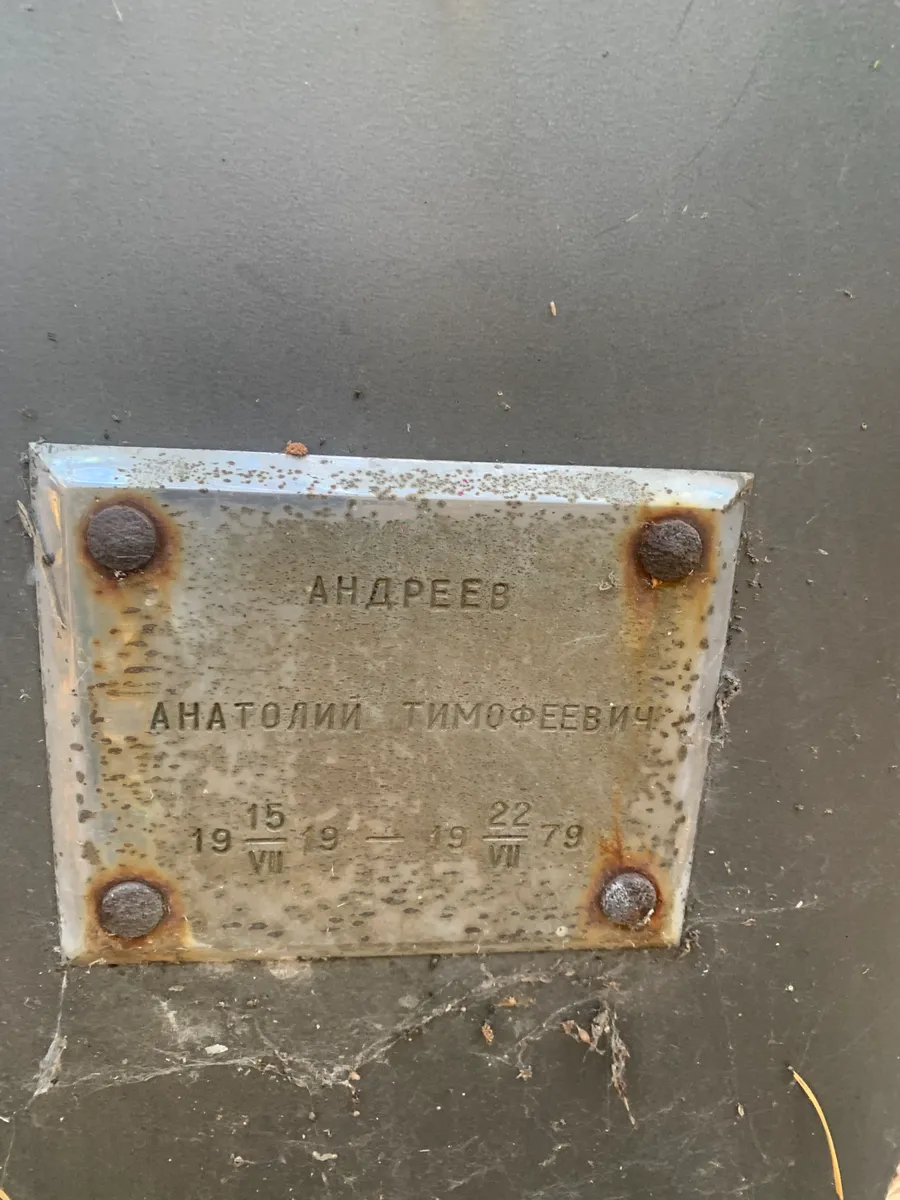 АНДРЕЕВ
АНАТОЛИЙ ТИМОФЕЕВИЧ
19 15/VII 19 — 19 22/VII 79